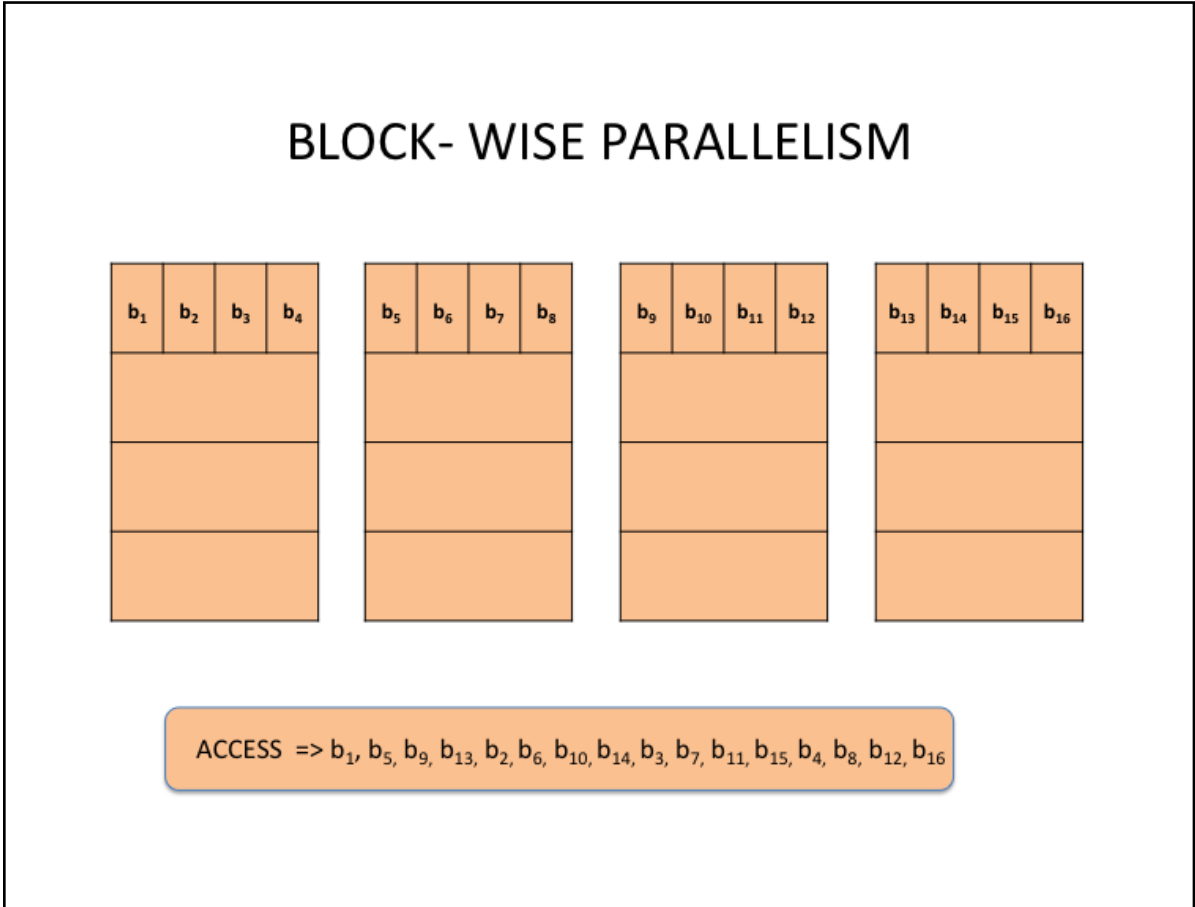 BLOCK- WISE PARALLELISM
b₁ b₂ b₃ b₄ b₅ b₆ b₇ b₈ b₉ b₁₀ b₁₁ b₁₂ b₁₃ b₁₄ b₁₅ b₁₆
ACCESS => b₁, b₅, b₉, b₁₃, b₂, b₆, b₁₀, b₁₄, b₃, b₇, b₁₁, b₁₅, b₄, b₈, b₁₂, b₁₆